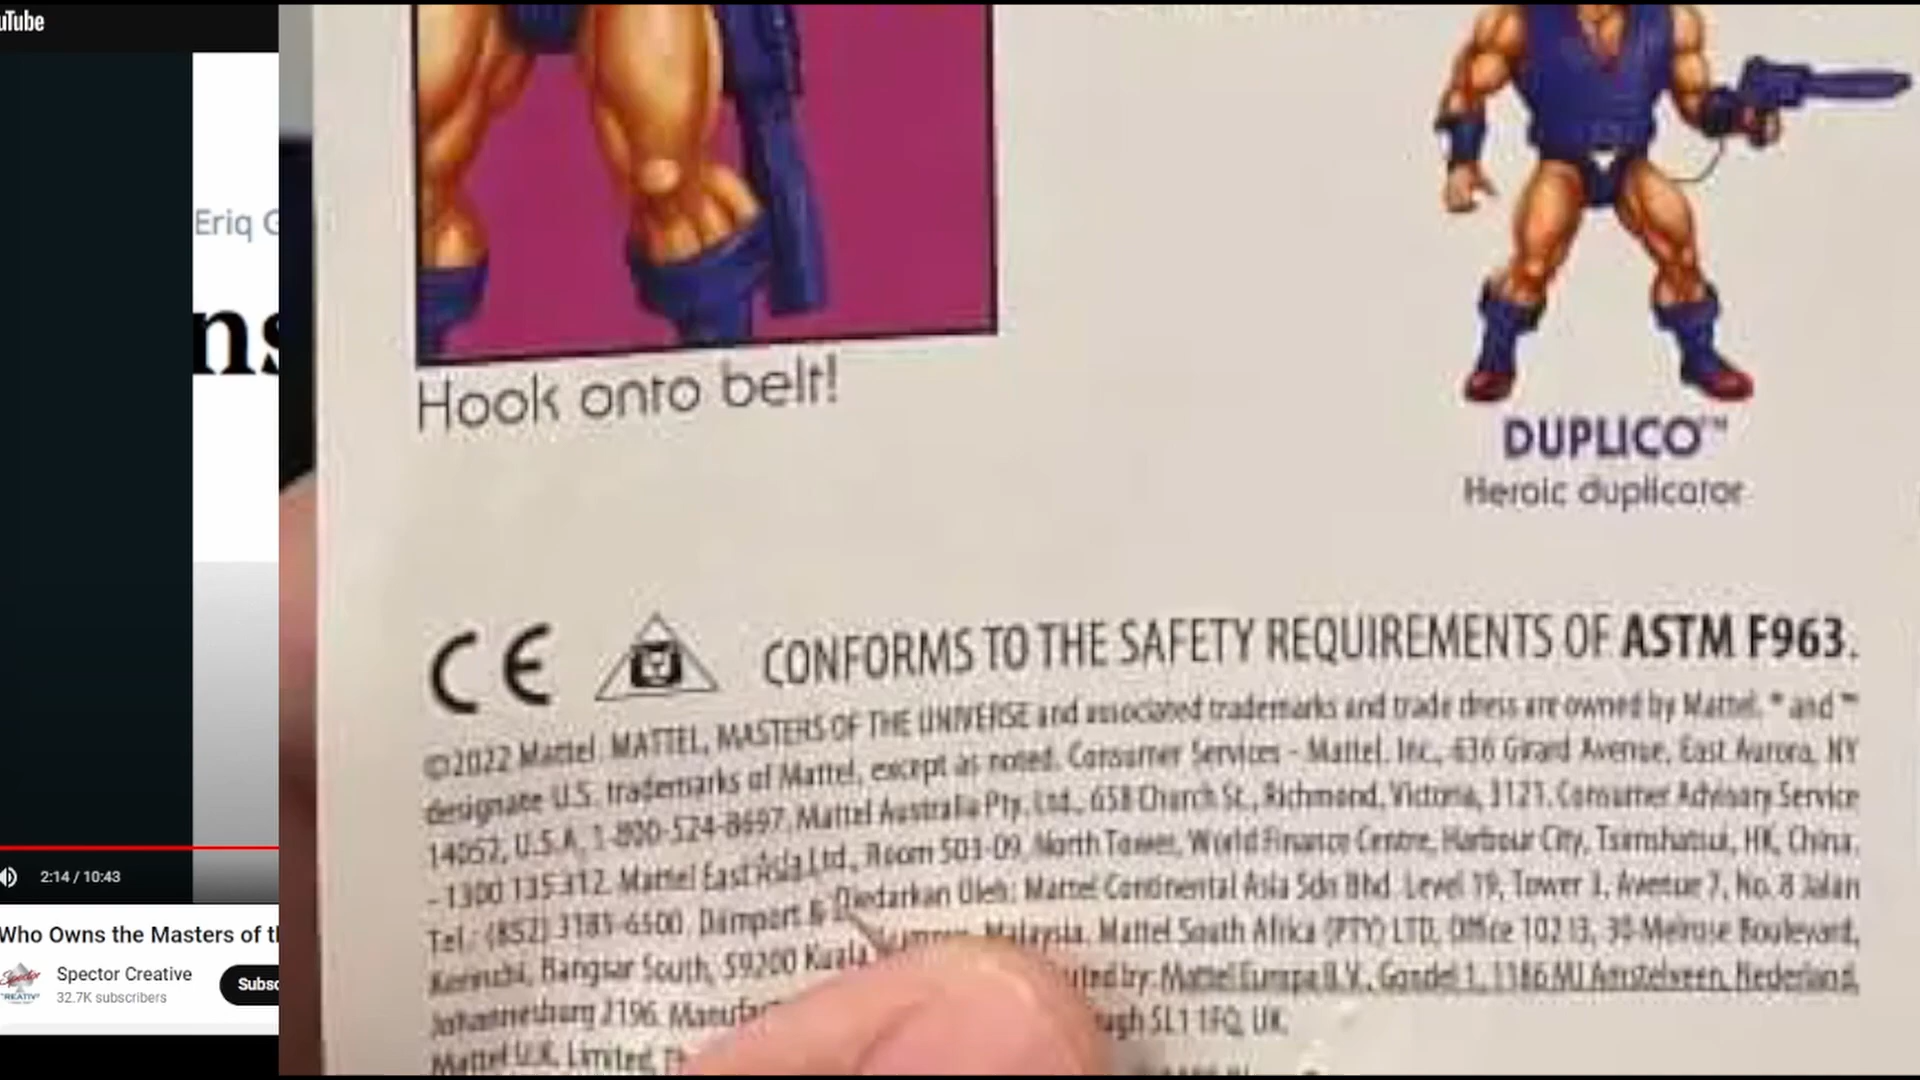 uTube
Eriq G
ns
2:14 / 10:43
Who Owns the Masters of th
Spector Creative
32.7K subscribers
Subsc
Hook onto belt!
DUPLICO™
Heroic duplicator
CE
CONFORMS TO THE SAFETY REQUIREMENTS OF ASTM F963.
©2022 Mattel. MATTEL, MASTERS OF THE UNIVERSE and associated trademarks and trade dress are owned by Mattel. ® and ™
designate U.S. trademarks of Mattel, except as noted. Consumer Services - Mattel, Inc., 636 Girard Avenue, East Aurora, NY
14052, U.S.A. 1-800-524-8697. Mattel Australia Pty. Ltd., 658 Church St., Richmond, Victoria, 3121. Consumer Advisory Service
- 1300 135 312. Mattel East Asia Ltd., Room 503-09, North Tower, World Finance Centre, Harbour City, Tsimshatsui, HK, China.
Tel.: (852) 3185-6500. Diimport & Diedarkan Oleh: Mattel Continental Asia Sdn Bhd. Level 19, Tower 3, Avenue 7, No. 8 Jalan
Kerinchi, Bangsar South, 59200 Kuala Malaysia. Mattel South Africa (PTY) LTD, Office 102 I3, 30 Melrose Boulevard,
Johannesburg 2196. by: Mattel Europa B.V., Gondel 1, 1186 MJ Amstelveen, Nederland.
Mattel U.K. Limited, SL1 1FQ, UK.